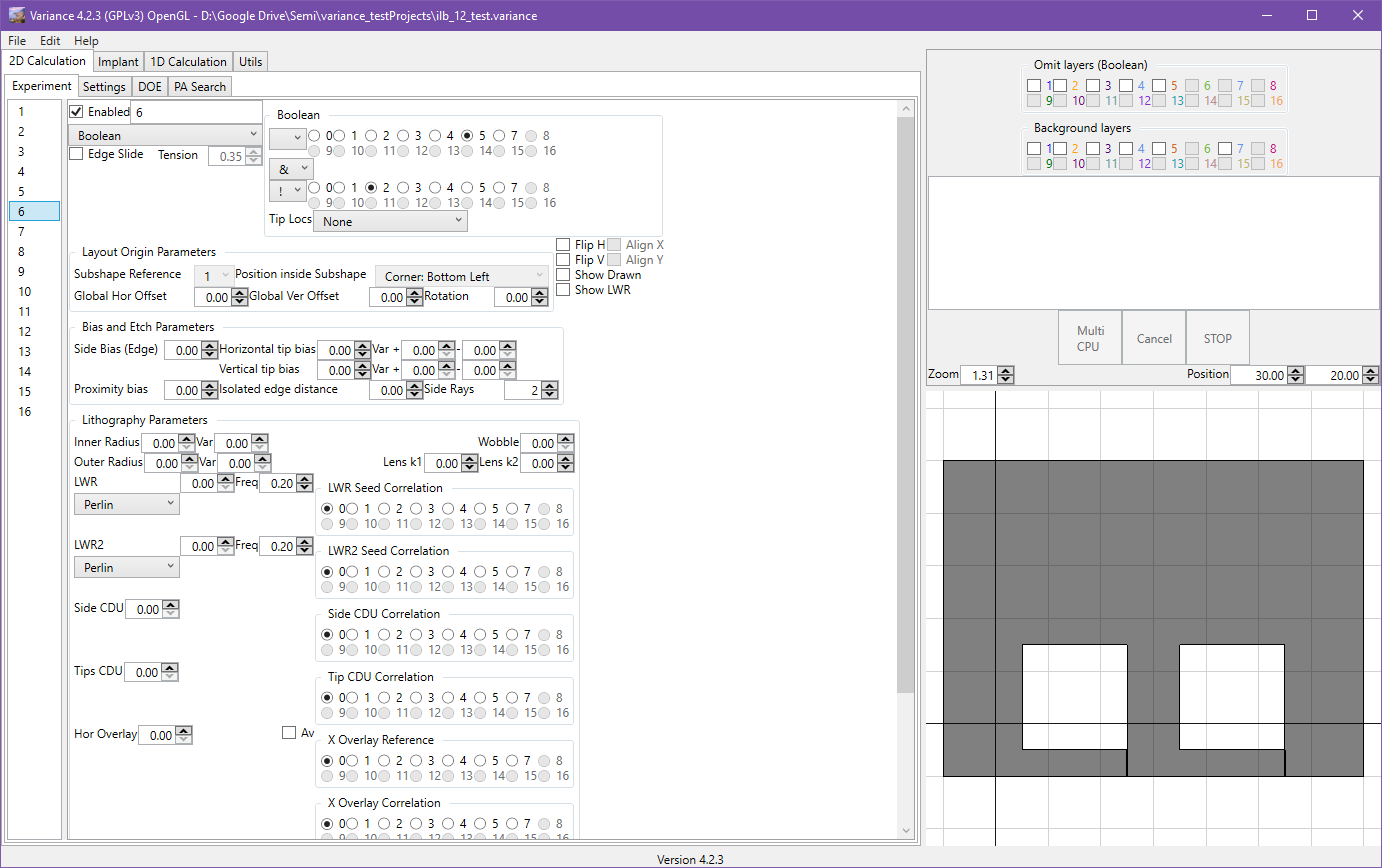 Variance 4.2.3 (GPLv3) OpenGL - D:\Google Drive\Semi\variance_testProjects\ilb_12_test.variance
File Edit Help
2D Calculation Implant 1D Calculation Utils
Experiment Settings DOE PA Search
1
2
3
4
5
6
7
8
9
10
11
12
13
14
15
16
Enabled 6
Boolean
Edge Slide Tension 0.35
Boolean
0 1 2 3 4 5 7 8
9 10 11 12 13 14 15 16
&
! 0 1 2 3 4 5 7 8
9 10 11 12 13 14 15 16
Tip Locs None
Layout Origin Parameters
Subshape Reference 1 Position inside Subshape Corner: Bottom Left
Global Hor Offset 0.00 Global Ver Offset 0.00 Rotation 0.00
Flip H Align X
Flip V Align Y
Show Drawn
Show LWR
Bias and Etch Parameters
Side Bias (Edge) 0.00 Horizontal tip bias 0.00 Var + 0.00 - 0.00
Vertical tip bias 0.00 Var + 0.00 - 0.00
Proximity bias 0.00 Isolated edge distance 0.00 Side Rays 2
Lithography Parameters
Inner Radius 0.00 Var 0.00 Wobble 0.00
Outer Radius 0.00 Var 0.00 Lens k1 0.00 Lens k2 0.00
LWR 0.00 Freq 0.20
Perlin
LWR Seed Correlation
0 1 2 3 4 5 7 8
9 10 11 12 13 14 15 16
LWR2 0.00 Freq 0.20
Perlin
LWR2 Seed Correlation
0 1 2 3 4 5 7 8
9 10 11 12 13 14 15 16
Side CDU 0.00
Side CDU Correlation
0 1 2 3 4 5 7 8
9 10 11 12 13 14 15 16
Tips CDU 0.00
Tip CDU Correlation
0 1 2 3 4 5 7 8
9 10 11 12 13 14 15 16
Hor Overlay 0.00 Av
X Overlay Reference
0 1 2 3 4 5 7 8
9 10 11 12 13 14 15 16
X Overlay Correlation
0 1 2 3 4 5 7 8
9 10 11 12 13 14 15 16
Omit layers (Boolean)
1 2 3 4 5 6 7 8
9 10 11 12 13 14 15 16
Background layers
1 2 3 4 5 6 7 8
9 10 11 12 13 14 15 16
Multi
CPU
Cancel
STOP
Zoom 1.31 Position 30.00 20.00
Version 4.2.3